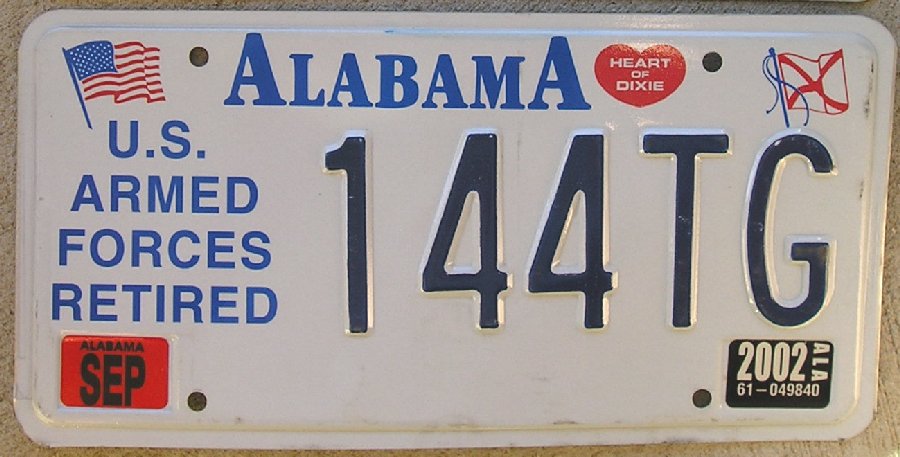 ALABAMA
HEART
OF
DIXIE
U.S.
ARMED
FORCES
RETIRED
144TG
ALABAMA
SEP
2002 ALA
61-049840